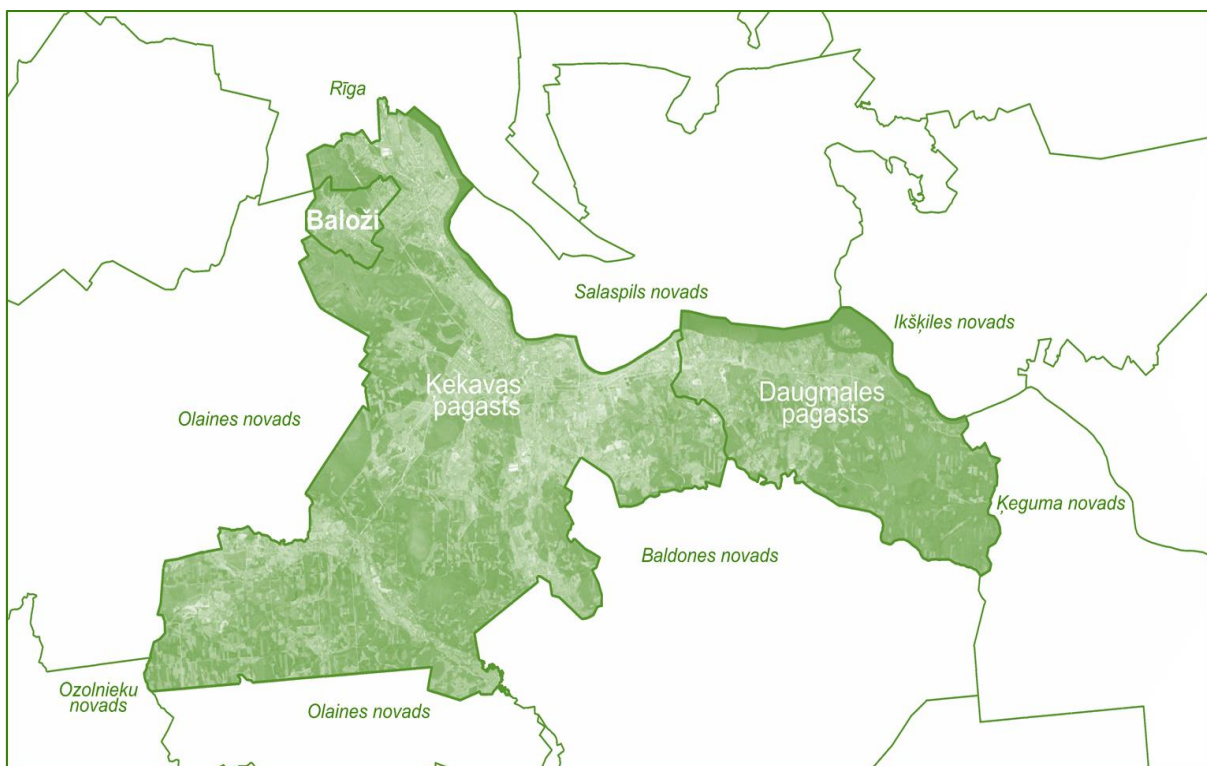 Rīga
Baloži
Salaspils novads
Ikšķiles novads
Ķekavas
pagasts
Daugmales
pagasts
Olaines novads
Ķeguma novads
Baldones novads
Ozolnieku
novads
Olaines novads